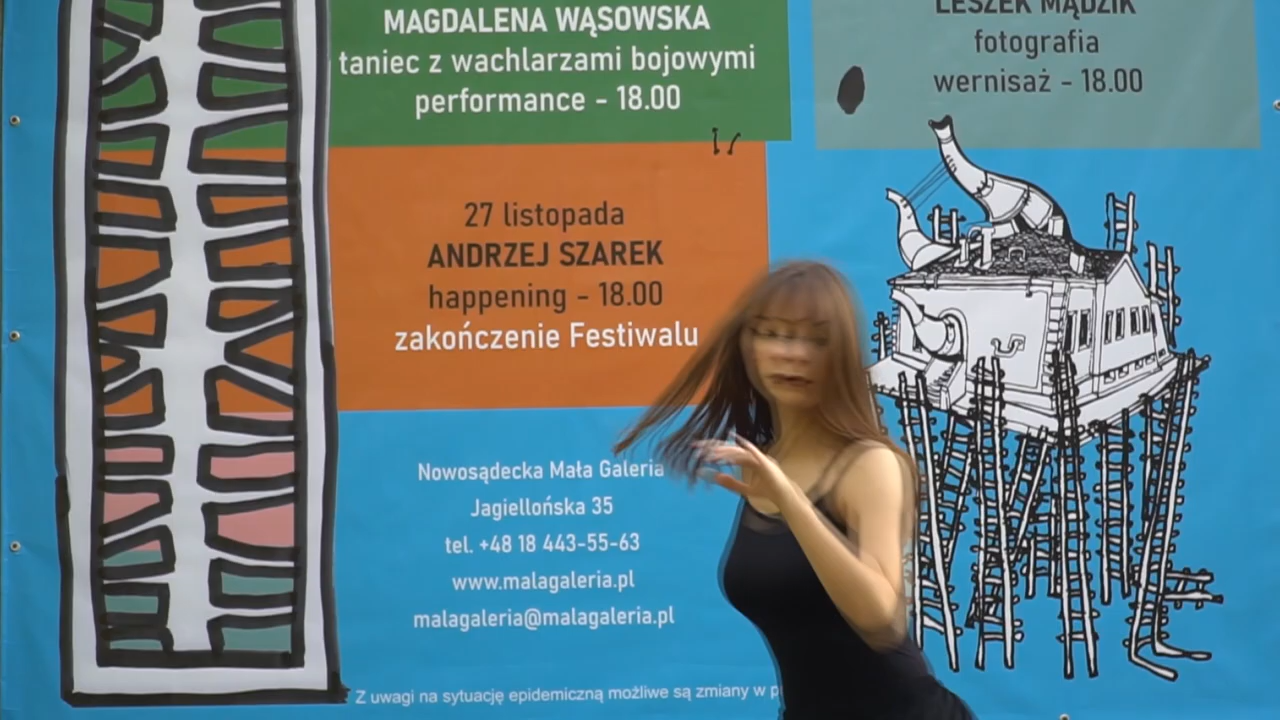 MAGDALENA WĄSOWSKA
taniec z wachlarzami bojowymi
performance - 18.00
LESZEK MĄDZIK
fotografia
wernisaż - 18.00
27 listopada
ANDRZEJ SZAREK
happening - 18.00
zakończenie Festiwalu
Nowosądecka Mała Galeria
Jagiellońska 35
tel. +48 18 443-55-63
www.malagaleria.pl
malagaleria@malagaleria.pl
Z uwagi na sytuację epidemiczną możliwe są zmiany w